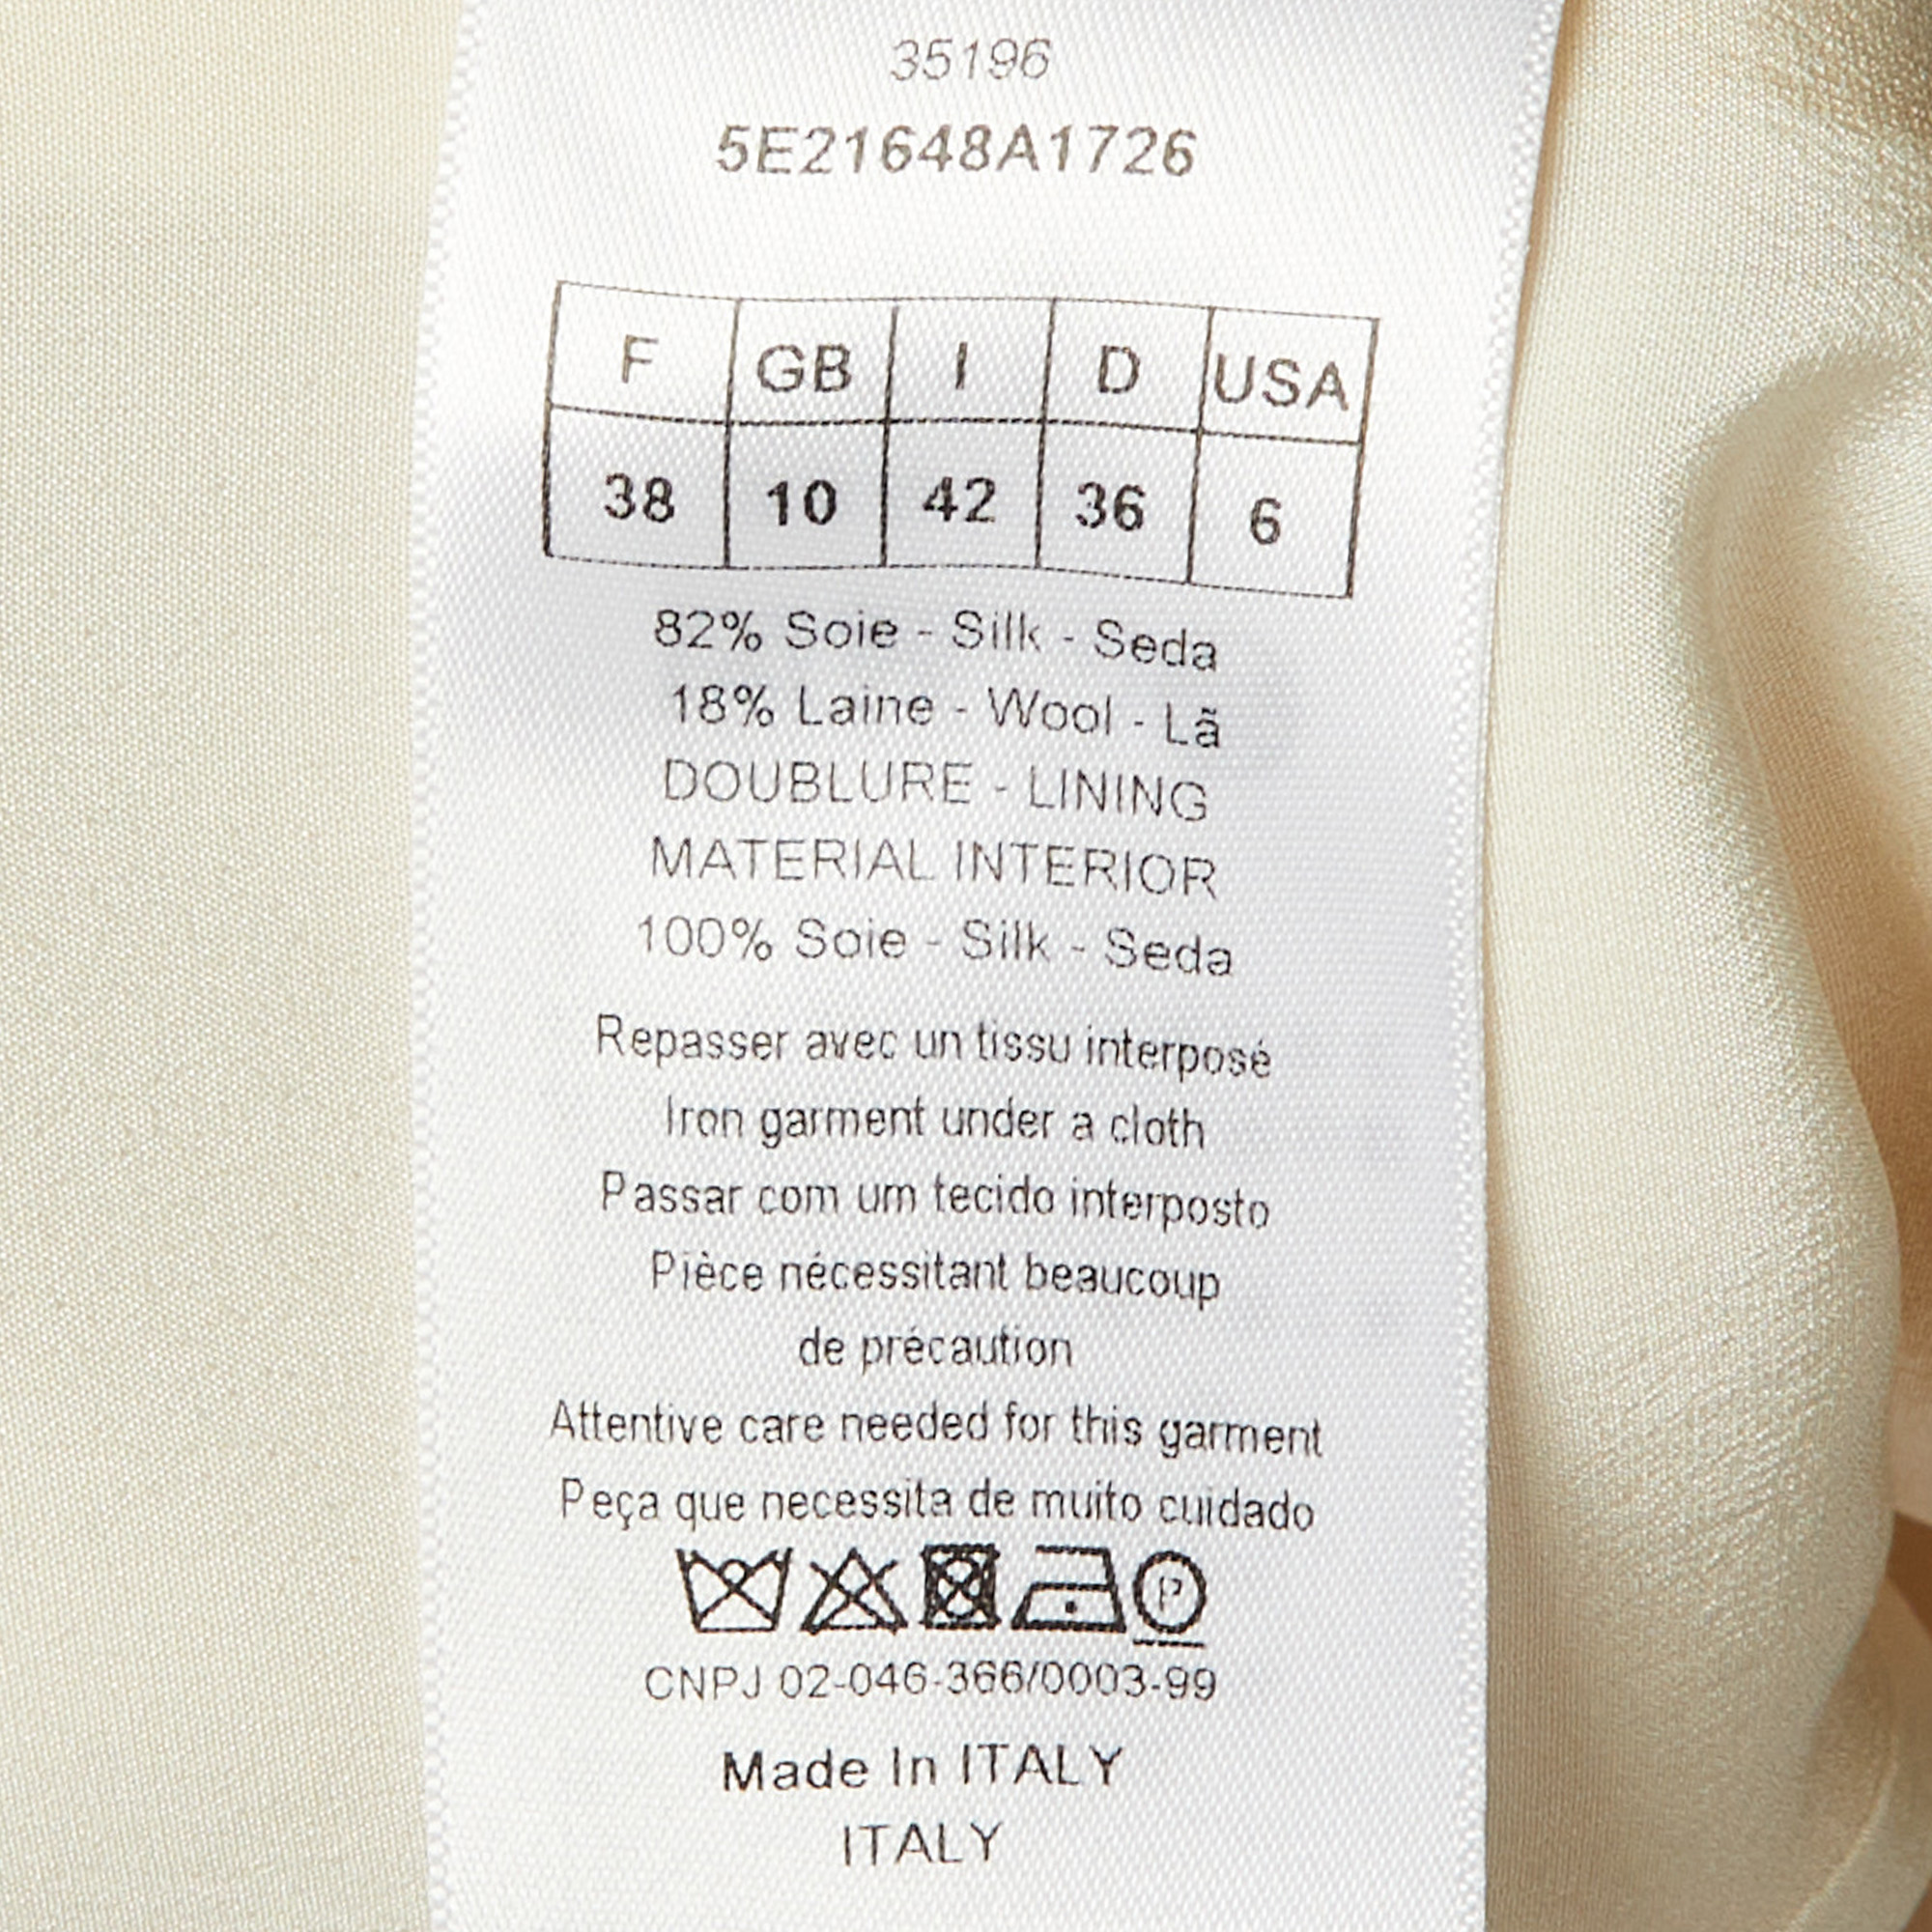 35196
5E21648A1726
F GB I D USA
38 10 42 36 6
82% Soie - Silk - Seda
18% Laine - Wool - Lã
DOUBLURE - LINING
MATERIAL INTERIOR
100% Soie - Silk - Seda
Repasser avec un tissu interposé
Iron garment under a cloth
Passar com um tecido interposto
Pièce nécessitant beaucoup
de précaution
Attentive care needed for this garment
Peça que necessita de muito cuidado
P
CNPJ 02-046-366/0003-99
Made In ITALY
ITALY